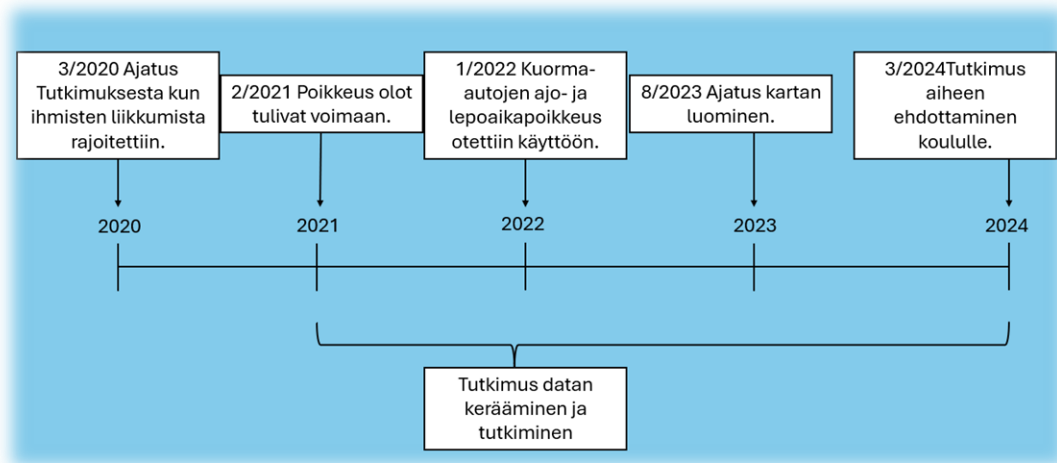 3/2020 Ajatus
Tutkimuksesta kun
ihmisten liikkumista
rajoitettiin.
2/2021 Poikkeus olot
tulivat voimaan.
1/2022 Kuorma-
autojen ajo- ja
lepoaikapoikkeus
otettiin käyttöön.
8/2023 Ajatus kartan
luominen.
3/2024Tutkimus
aiheen
ehdottaminen
koululle.
2020
2021
2022
2023
2024
Tutkimus datan
kerääminen ja
tutkiminen